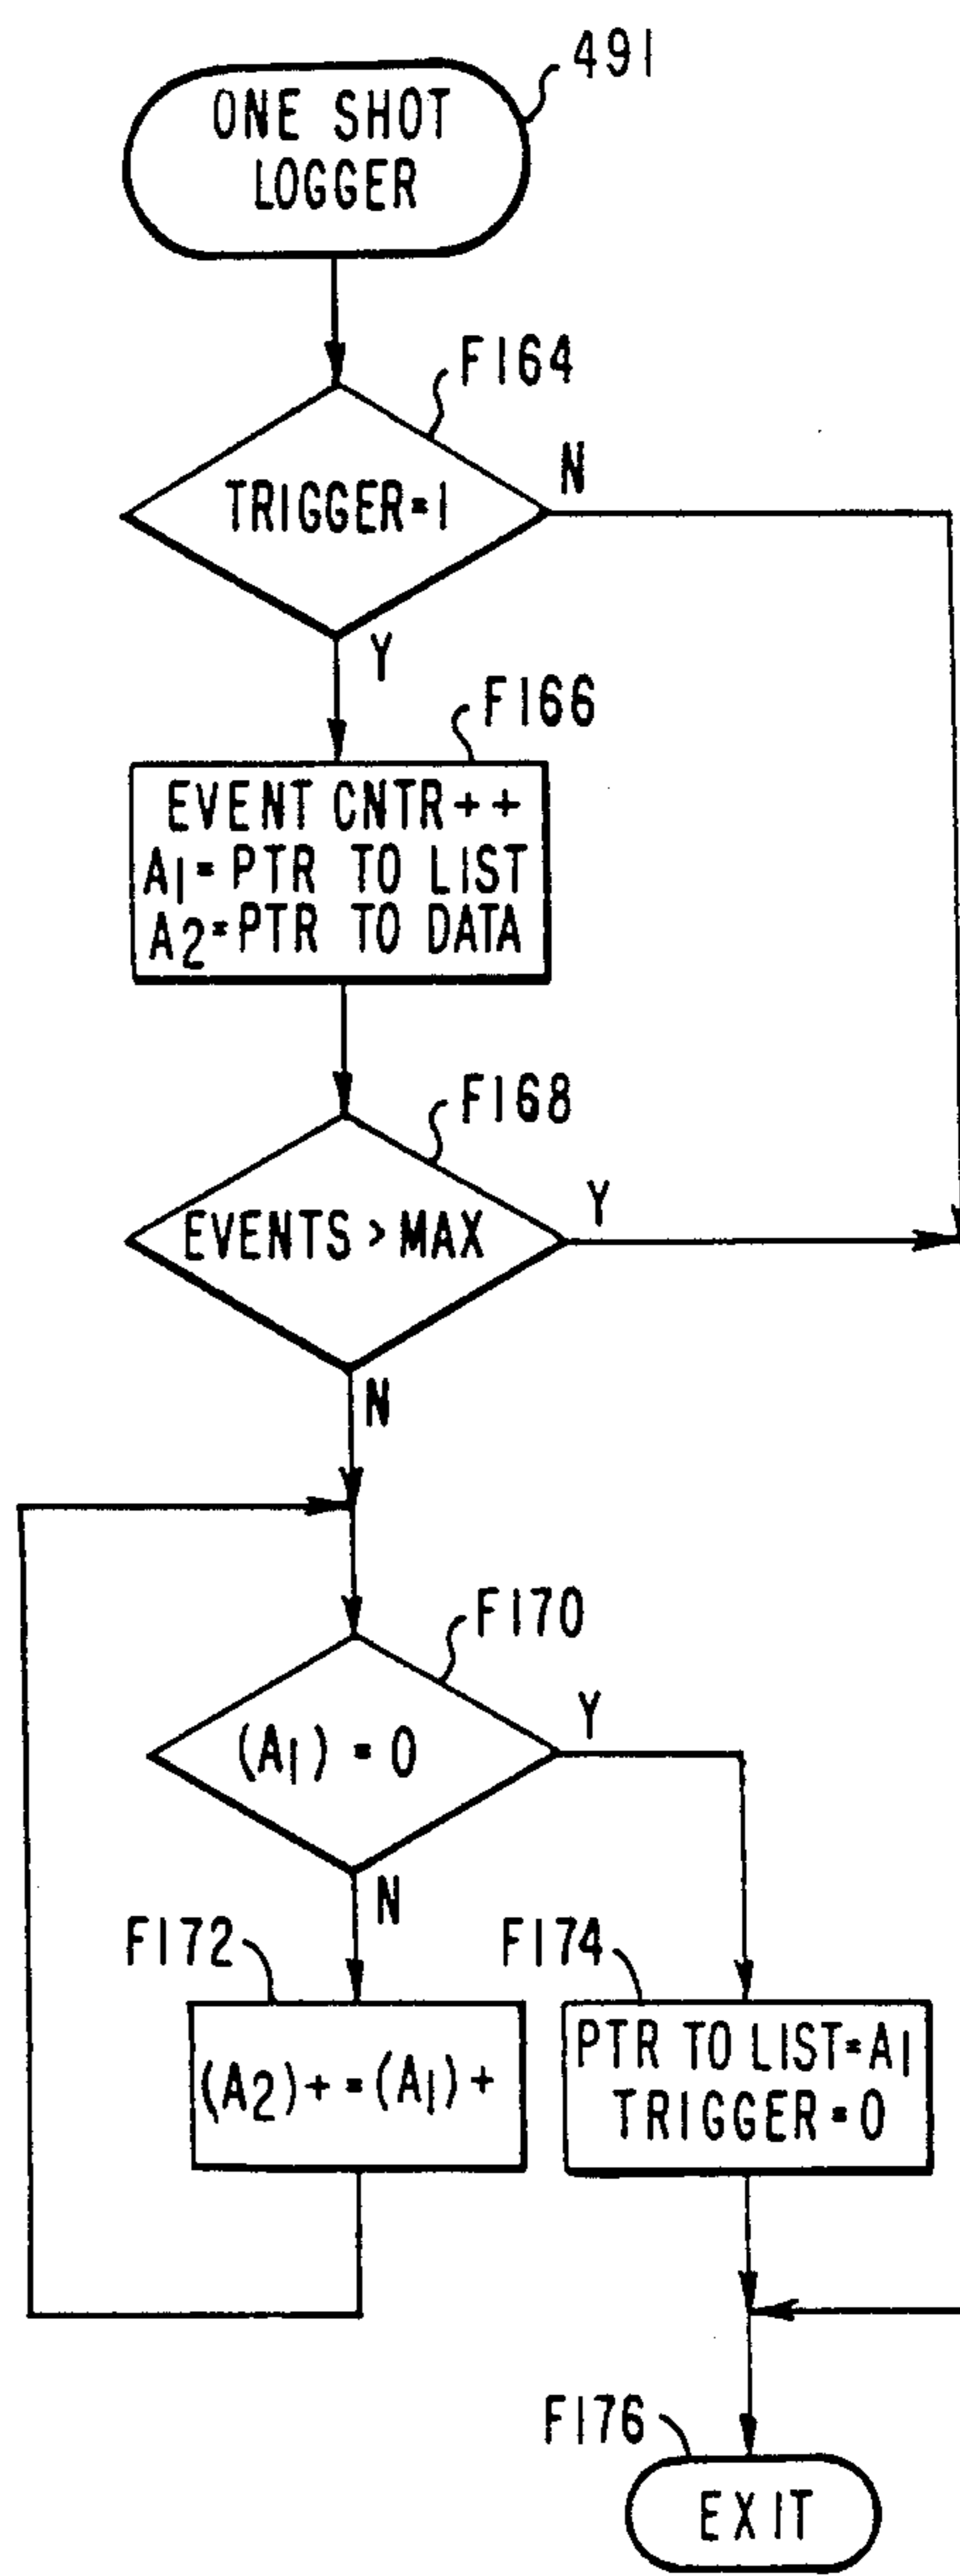 491
ONE SHOT
LOGGER
F164
TRIGGER=1
N
Y
F166
EVENT CNTR++
A1=PTR TO LIST
A2=PTR TO DATA
F168
EVENTS > MAX
Y
N
F170
(A1) = 0
Y
N
F172
(A2)+=(A1)+
F174
PTR TO LIST=A1
TRIGGER=0
F176
EXIT